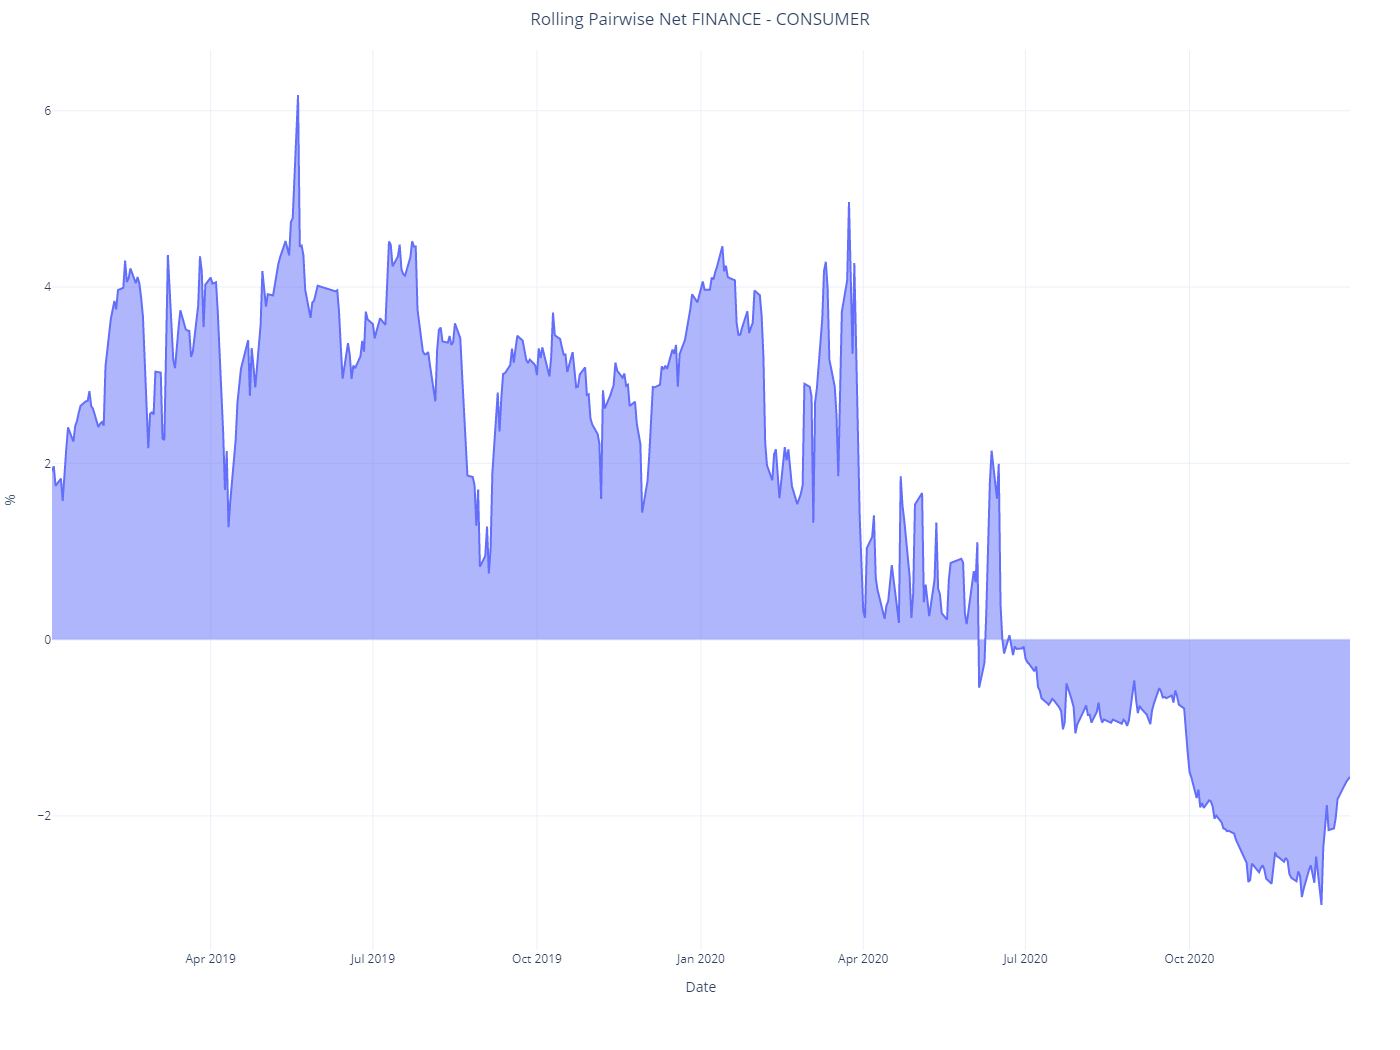 Rolling Pairwise Net FINANCE - CONSUMER
6
4
2
0
−2
%
Apr 2019
Jul 2019
Oct 2019
Jan 2020
Apr 2020
Jul 2020
Oct 2020
Date